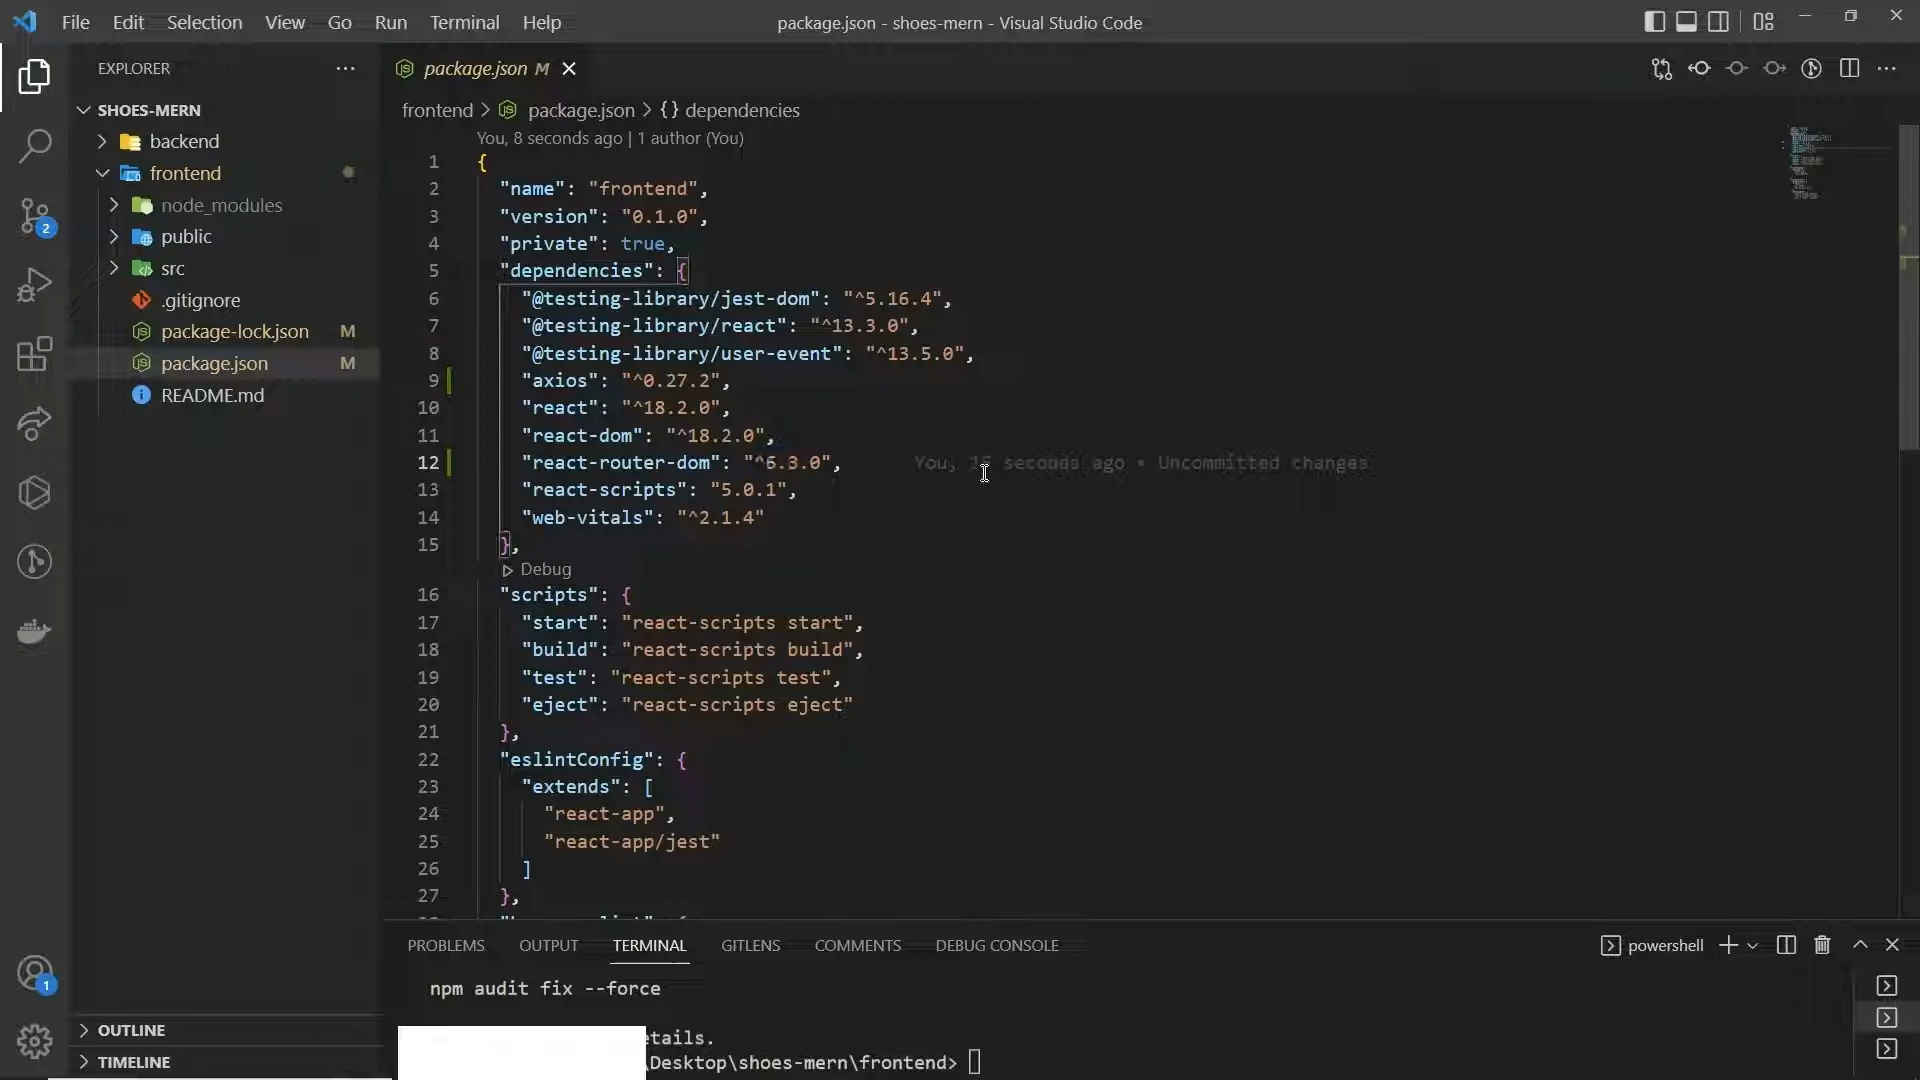 File Edit Selection View Go Run Terminal Help
package.json - shoes-mern - Visual Studio Code
EXPLORER
SHOES-MERN
backend
frontend
node_modules
public
src
.gitignore
package-lock.json M
package.json M
README.md
2
1
OUTLINE
TIMELINE
package.json M
frontend > package.json > {} dependencies
You, 8 seconds ago | 1 author (You)
1 {
2 "name": "frontend",
3 "version": "0.1.0",
4 "private": true,
5 "dependencies": {
6 "@testing-library/jest-dom": "^5.16.4",
7 "@testing-library/react": "^13.3.0",
8 "@testing-library/user-event": "^13.5.0",
9 "axios": "^0.27.2",
10 "react": "^18.2.0",
11 "react-dom": "^18.2.0",
12 "react-router-dom": "^6.3.0", You, seconds ago • Uncommitted changes
13 "react-scripts": "5.0.1",
14 "web-vitals": "^2.1.4"
15 },
Debug
16 "scripts": {
17 "start": "react-scripts start",
18 "build": "react-scripts build",
19 "test": "react-scripts test",
20 "eject": "react-scripts eject"
21 },
22 "eslintConfig": {
23 "extends": [
24 "react-app",
25 "react-app/jest"
26 ]
27 },
PROBLEMS OUTPUT TERMINAL GITLENS COMMENTS DEBUG CONSOLE
powershell
npm audit fix --force
etails.
\Desktop\shoes-mern\frontend>